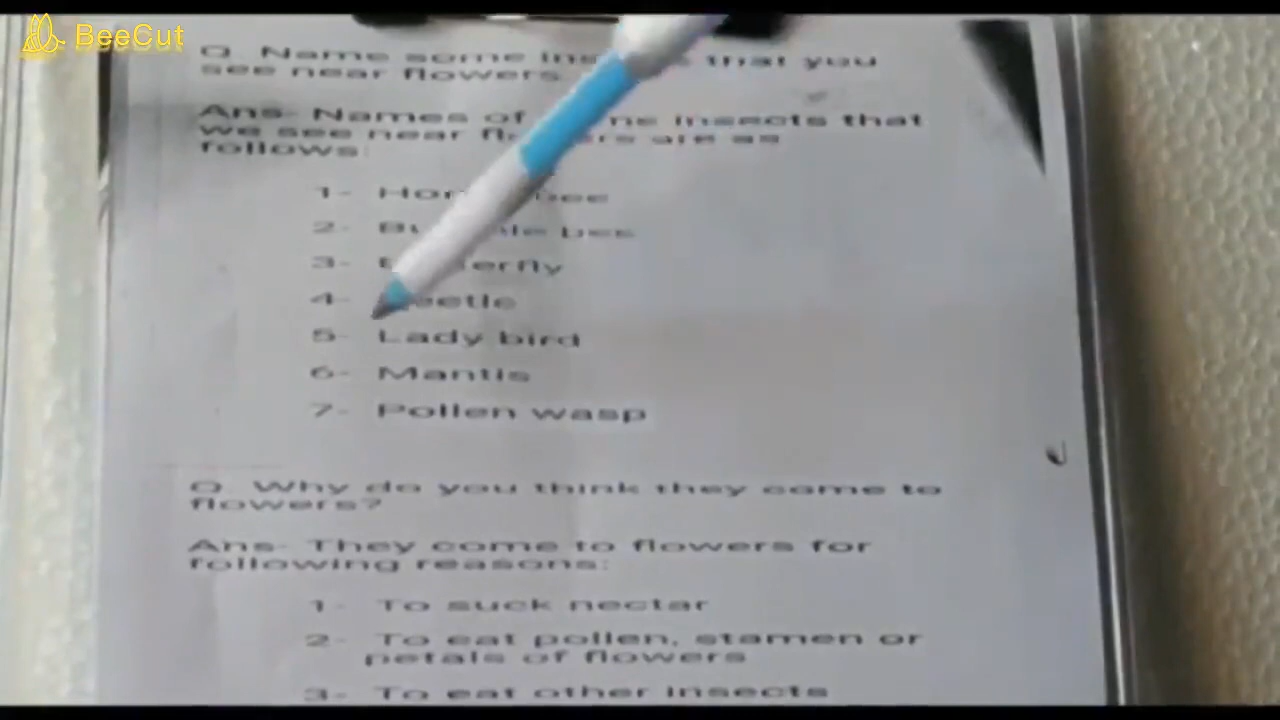 BeeCut
Q. Name some that you
see near flowers.
Ans- Names of insects that
we see near are as
follows:
1- bee
2- bee
3-
4-
5- Lady bird
6- Mantis
7- Pollen wasp
Q. Why do you think they come to
flowers?
Ans- They come to flowers for
following reasons:
1- To suck nectar
2- To eat pollen, stamen or
petals of flowers
3- To eat other insects